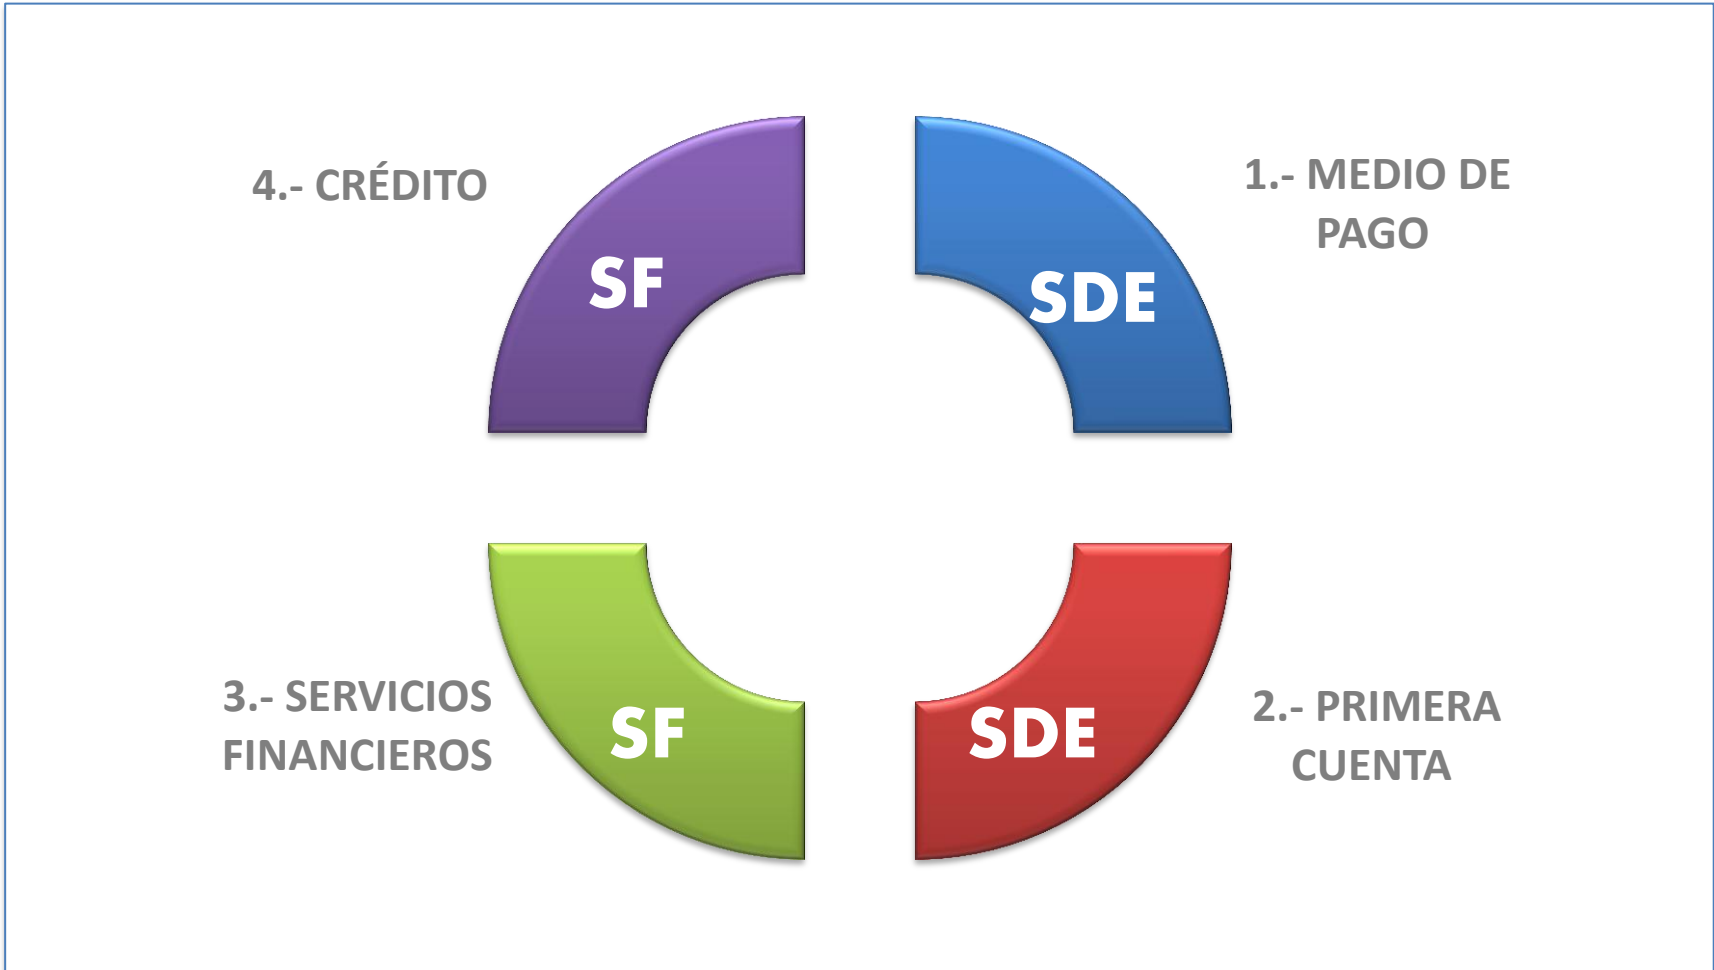 4.- CRÉDITO
SF
1.- MEDIO DE
PAGO
SDE
3.- SERVICIOS
FINANCIEROS
SF
2.- PRIMERA
CUENTA
SDE